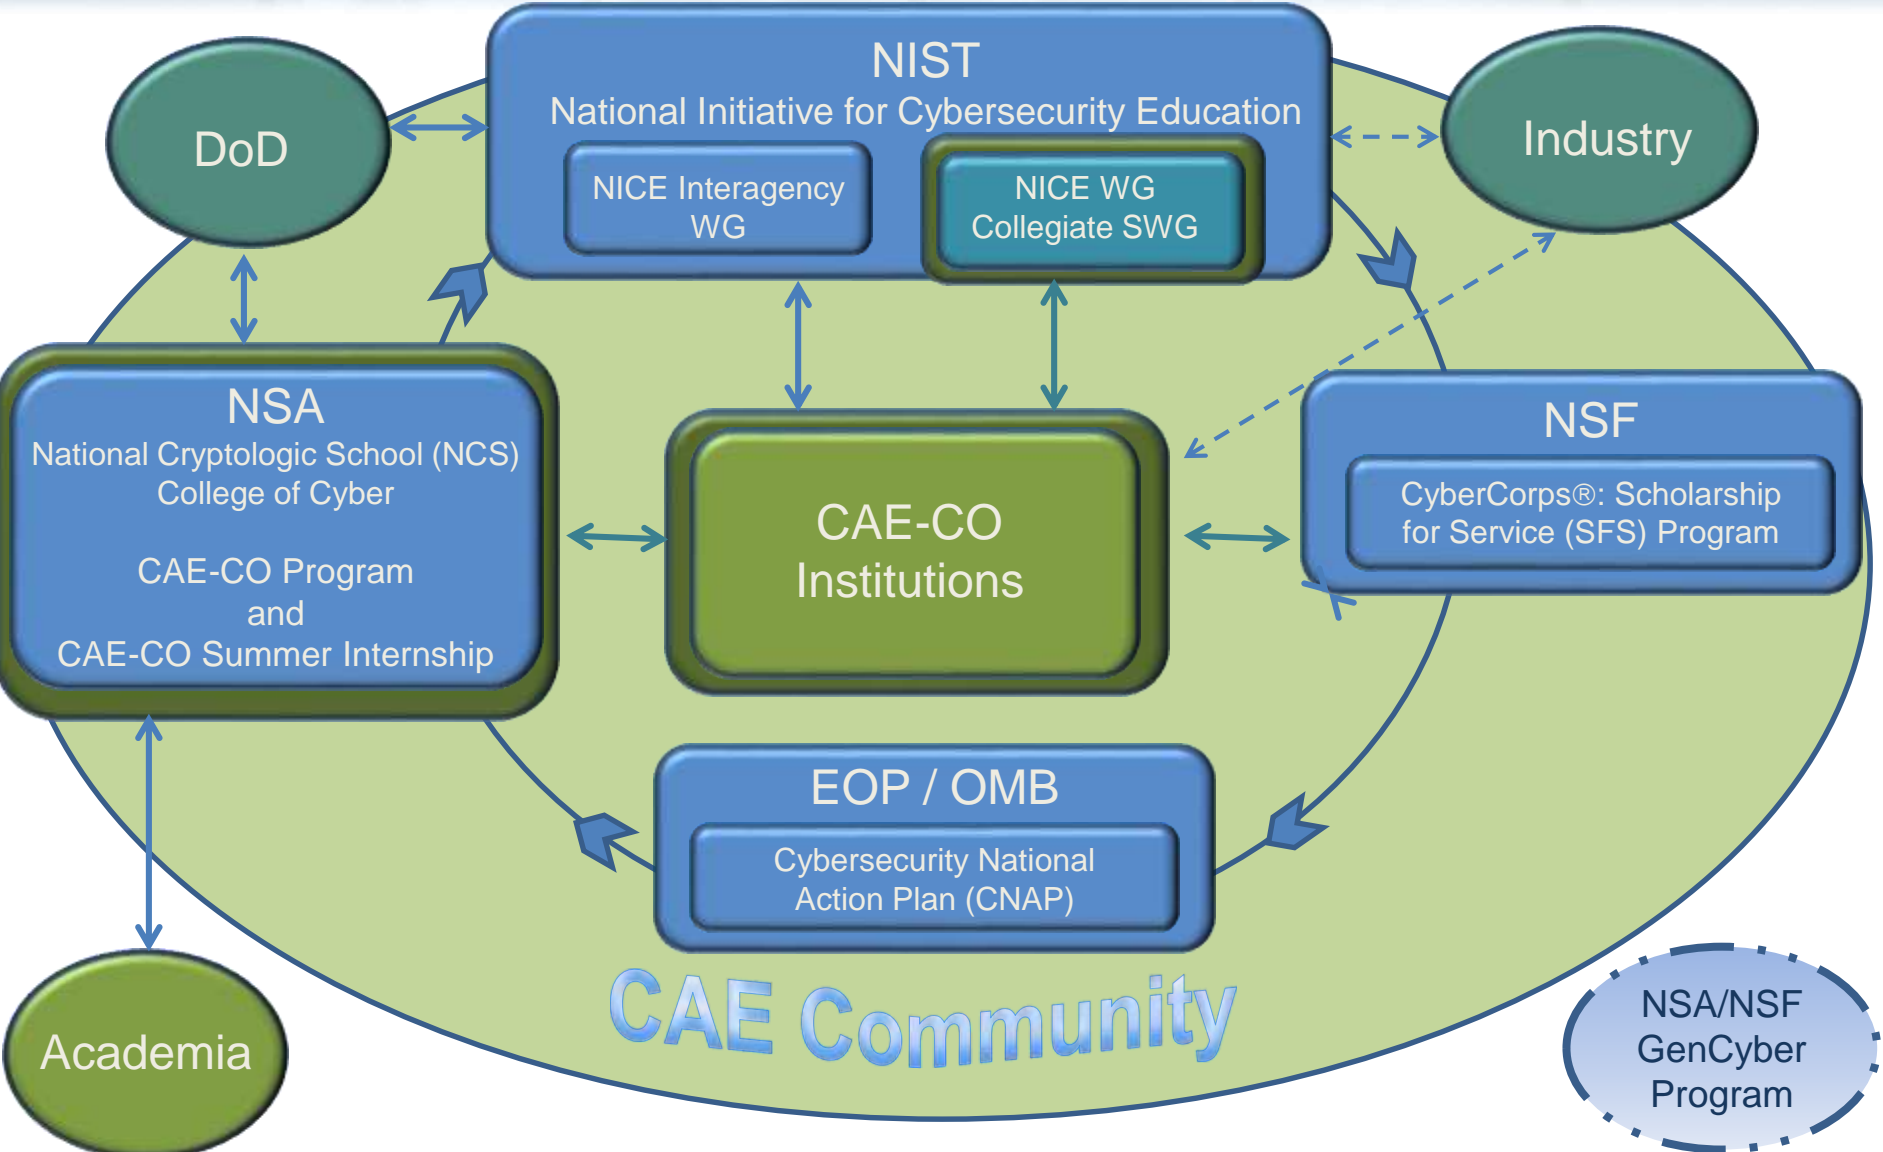 NIST
National Initiative for Cybersecurity Education
DoD
Industry
NICE Interagency
WG
NICE WG
Collegiate SWG
NSA
National Cryptologic School (NCS)
College of Cyber
CAE-CO Program
and
CAE-CO Summer Internship
CAE-CO
Institutions
NSF
CyberCorps®: Scholarship
for Service (SFS) Program
EOP / OMB
Cybersecurity National
Action Plan (CNAP)
CAE Community
Academia
NSA/NSF
GenCyber
Program